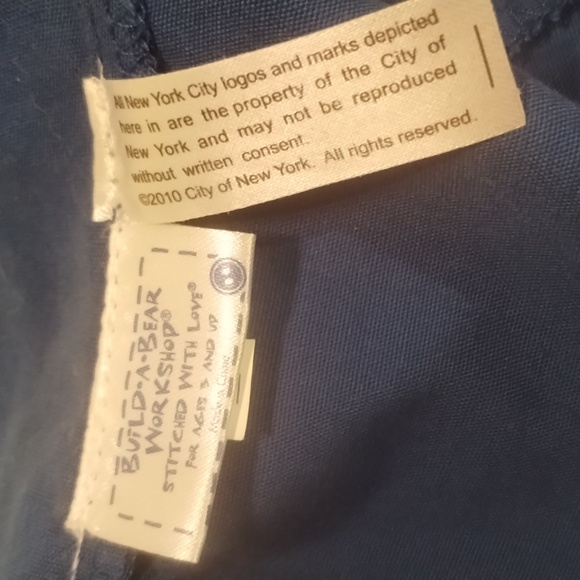 All New York City logos and marks depicted
here in are the property of the City of
New York and may not be reproduced
without written consent.
©2010 City of New York. All rights reserved.
BUILD-A-BEAR
WORKSHOP®
STITCHED WITH LOVE®
FOR AGES 3 AND UP